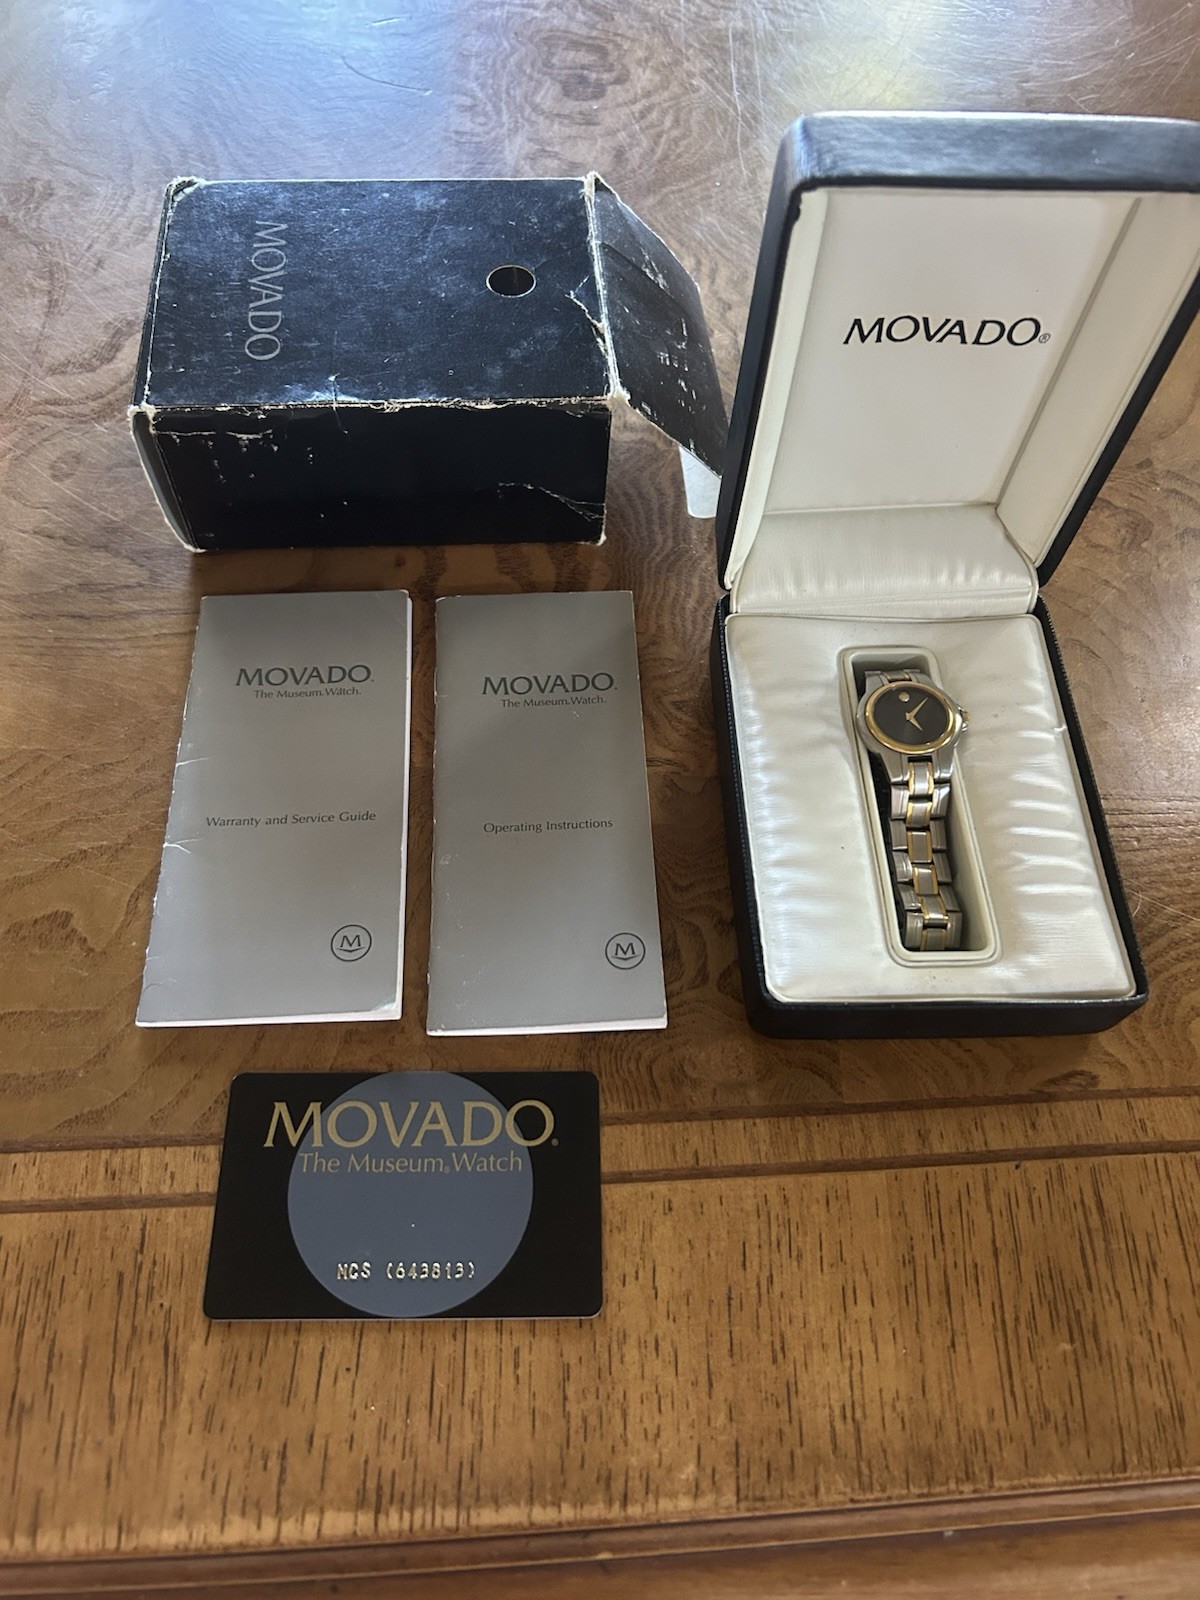 MOVADO
MOVADO®
MOVADO.
The Museum.Watch.
Warranty and Service Guide
M
MOVADO.
The Museum.Watch.
Operating Instructions
M
MOVADO.
The Museum®Watch
MGS (643813)